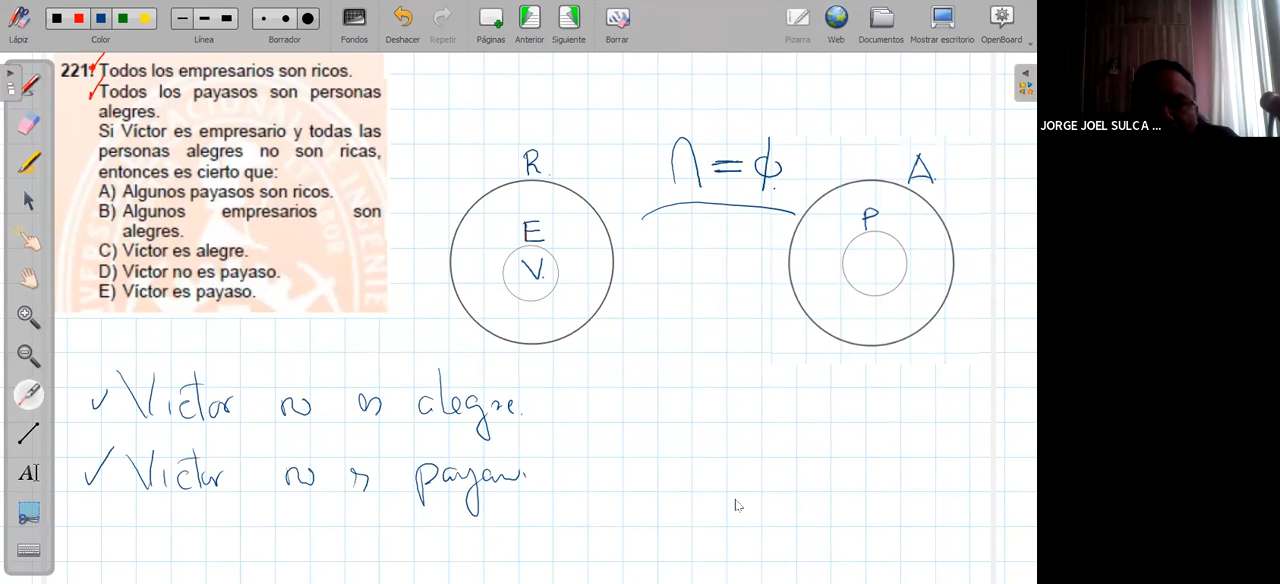 Lápiz
Color
Línea
Borrador
Fondos
Deshacer
Repetir
Páginas
Anterior
Siguiente
Borrar
Pizarra
Web
Documentos
Mostrar escritorio
OpenBoard
221. Todos los empresarios son ricos.
Todos los payasos son personas
alegres.
Si Víctor es empresario y todas las
personas alegres no son ricas,
entonces es cierto que:
A) Algunos payasos son ricos.
B) Algunos empresarios son
alegres.
C) Víctor es alegre.
D) Víctor no es payaso.
E) Víctor es payaso.
R.
E
V.
∩ = ϕ.
A.
P
✓ Victor no es alegre.
✓ Victor no es payaso.
AI
JORGE JOEL SULCA ...